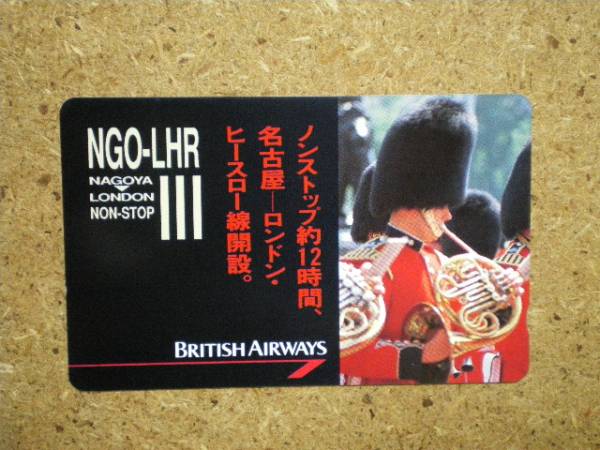 NGO-LHR
NAGOYA
LONDON
NON-STOP
ノンストップ約12時間、
名古屋―ロンドン・
ヒースロー線開設。
BRITISH AIRWAYS